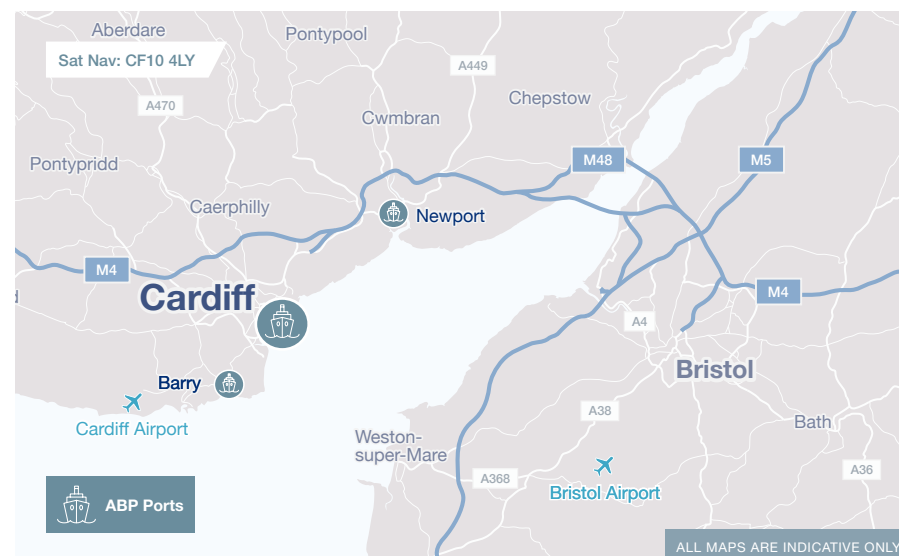 Aberdare
Pontypool
Sat Nav: CF10 4LY
A449
A470
Chepstow
Cwmbran
M48
M5
Pontypridd
Caerphilly
Newport
M4
Cardiff
M4
A4
Bristol
Barry
Cardiff Airport
A38
Bath
Weston-
super-Mare
A368
A36
Bristol Airport
ABP Ports
ALL MAPS ARE INDICATIVE ONLY